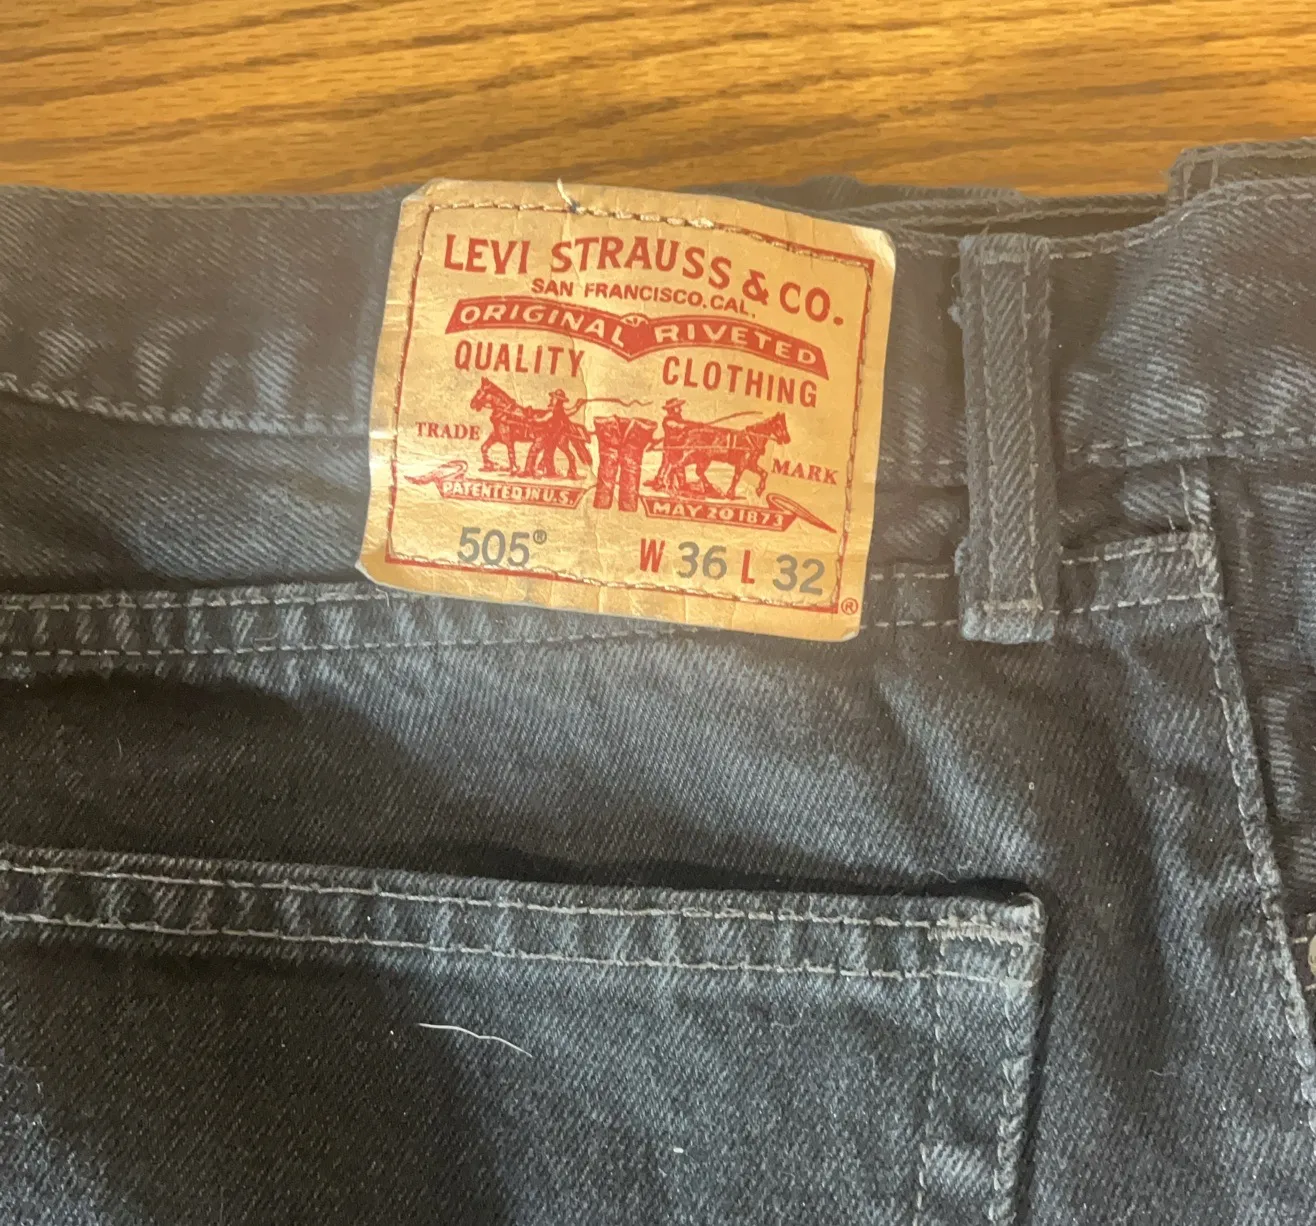 LEVI STRAUSS & CO.
SAN FRANCISCO. CAL.
ORIGINAL RIVETED
QUALITY CLOTHING
TRADE MARK
PATENTED IN U.S. MAY 20 1873
505® W 36 L 32
®